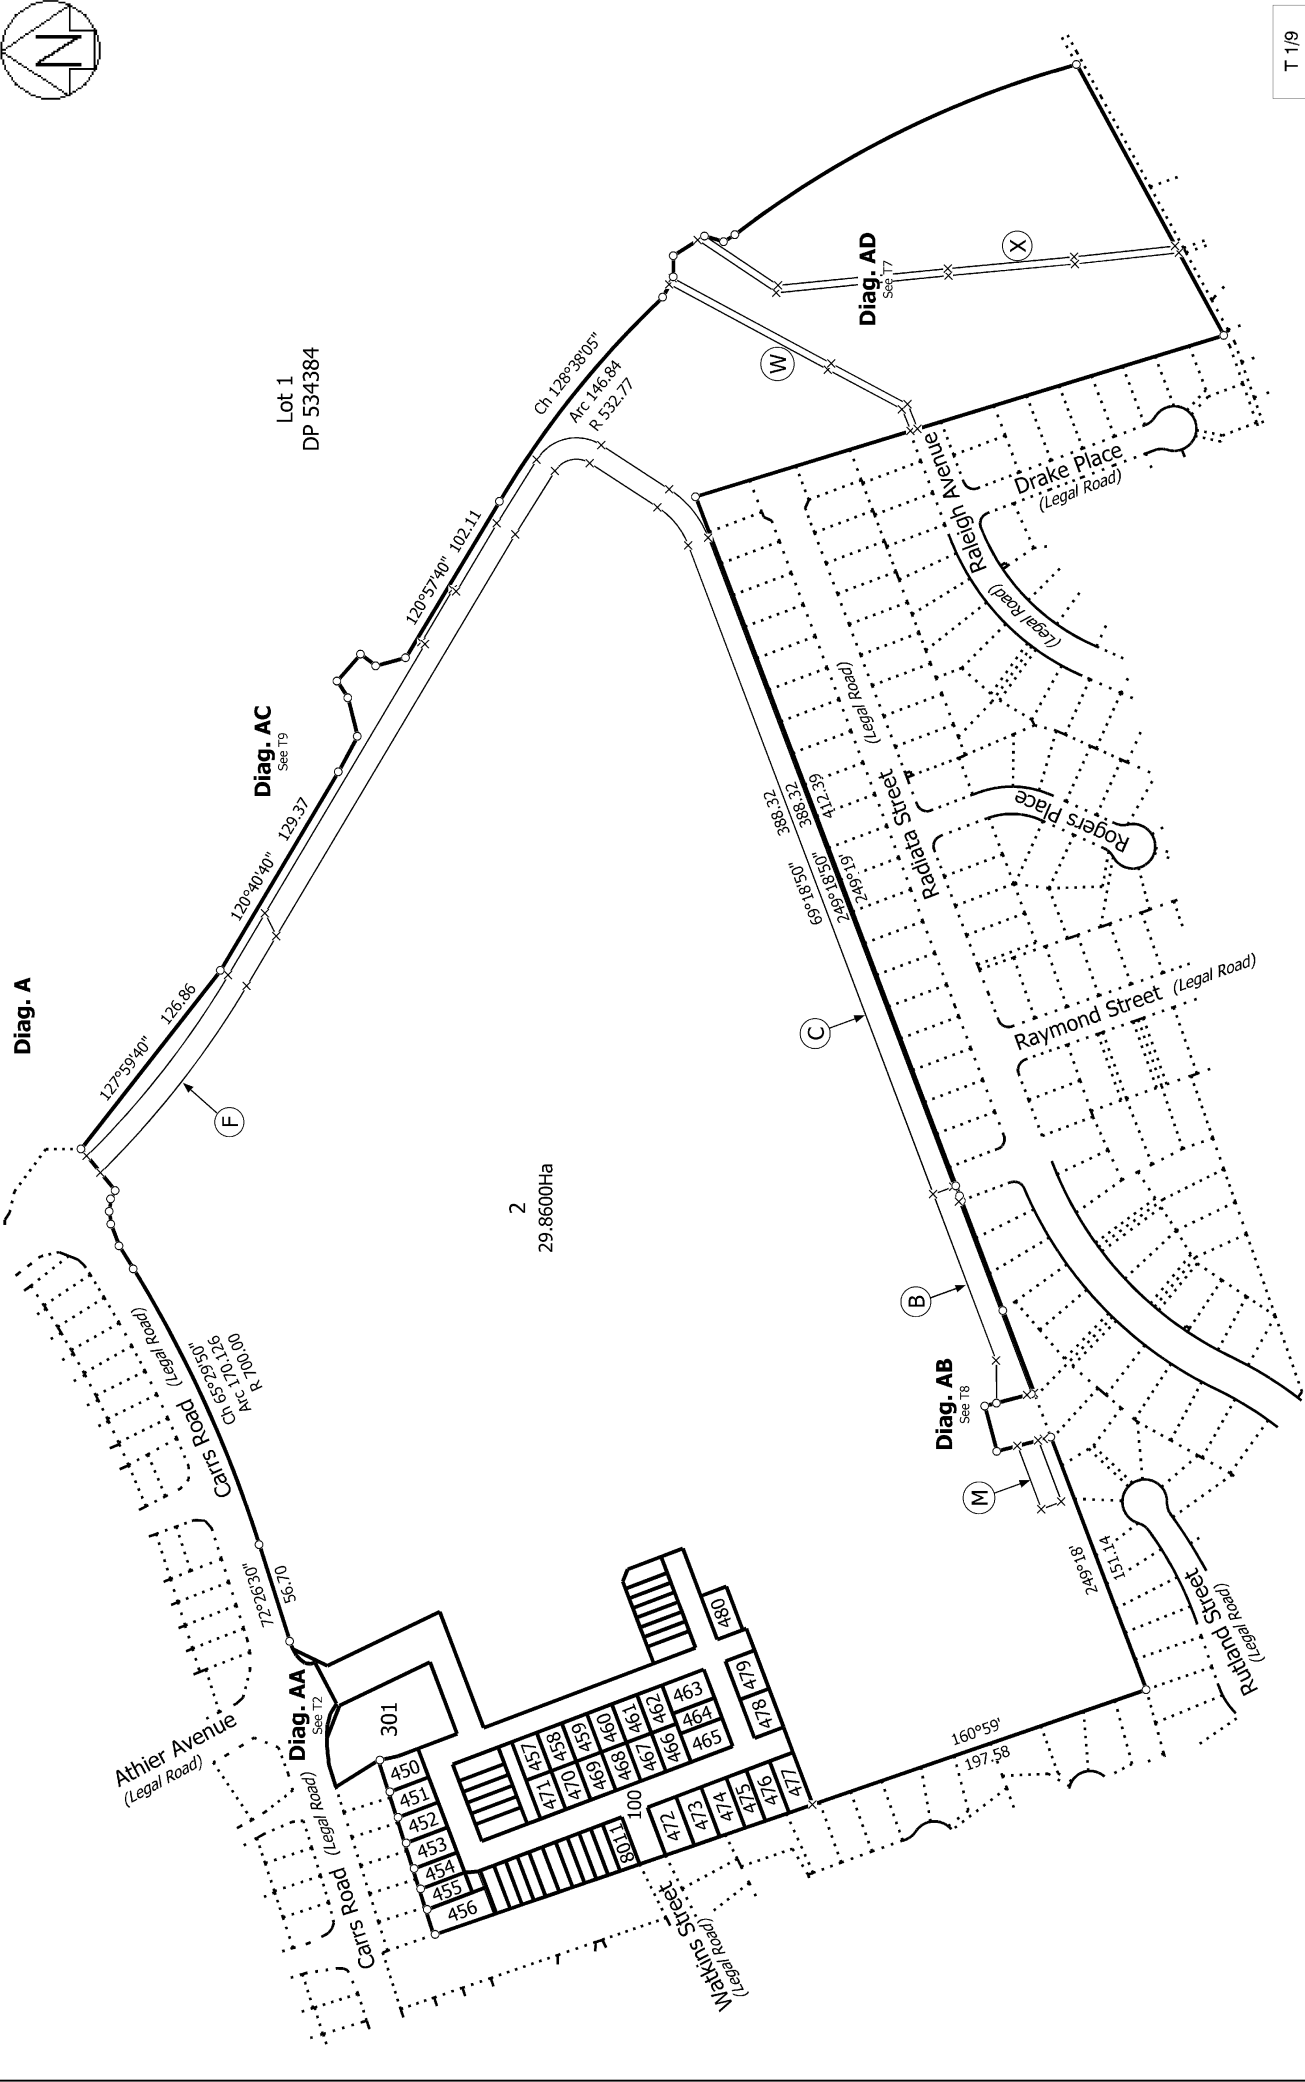 N
T 1/9
Diag. A
Lot 1
DP 534384
Diag. AC
See T9
Diag. AD
See T7
Diag. AB
See T8
Diag. AA
See T2
127°59'40"
126.86
120°40'40"
129.37
120°57'40"
102.11
Ch 128°38'05"
Arc 146.84
R 532.77
F
W
X
C
B
M
2
29.8600Ha
Carrs Road
(Legal Road)
Ch 65°29'50"
Arc 170.126
R 700.00
72°26'30"
56.70
Athier Avenue
(Legal Road)
Carrs Road
(Legal Road)
69°18'50"
388.32
249°18'50"
388.32
249°19'
412.39
249°18'
151.14
160°59'
197.58
Radiata Street
(Legal Road)
Raleigh Avenue
(Legal Road)
Drake Place
(Legal Road)
Rogers Place
Raymond Street
(Legal Road)
Rutland Street
(Legal Road)
Watkins Street
(Legal Road)
301
450
451
452
453
454
455
456
457
458
459
460
461
462
463
464
465
466
467
468
469
470
471
100
8011
472
473
474
475
476
477
478
479
480